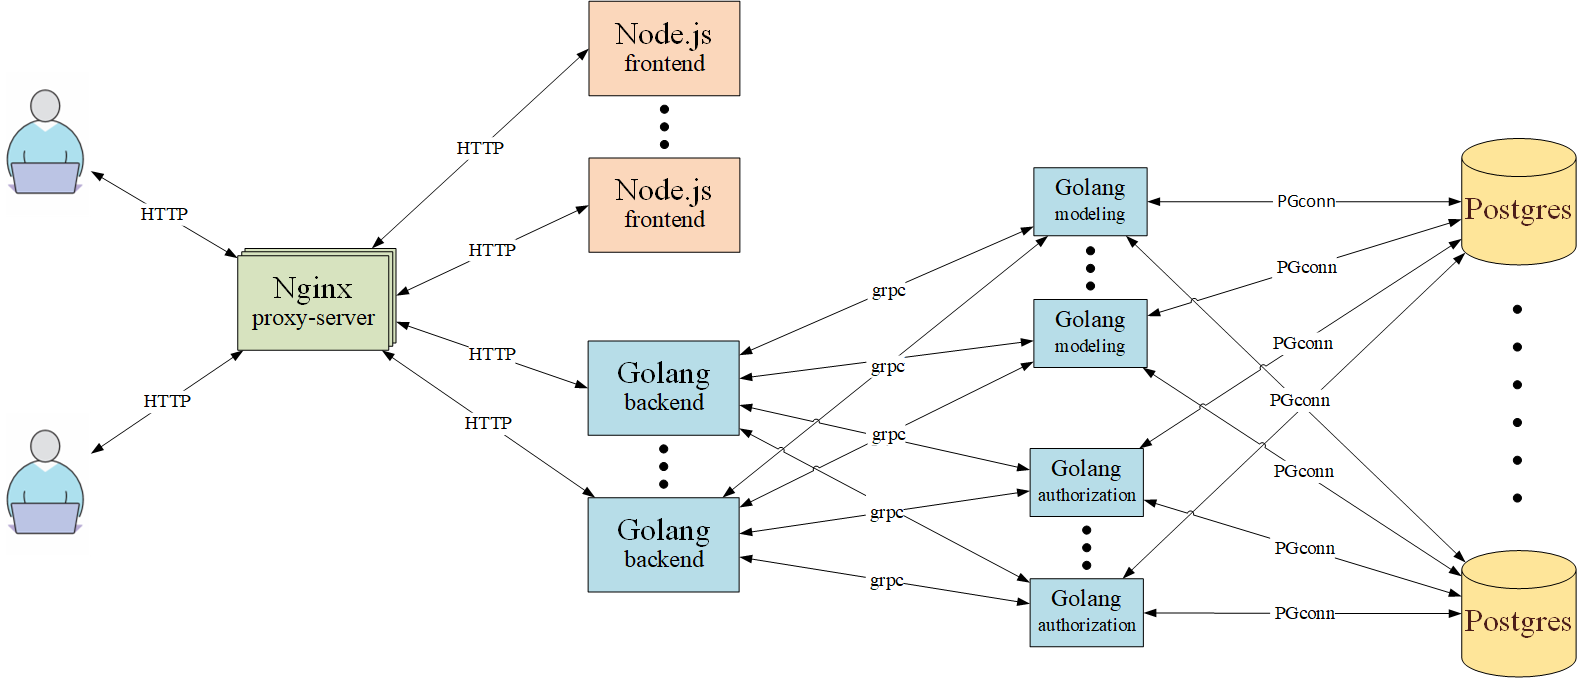 Node.js
frontend
HTTP
Node.js
frontend
HTTP
HTTP
Nginx
proxy-server
HTTP
HTTP
HTTP
Golang
backend
HTTP
Golang
backend
grpc
grpc
grpc
grpc
grpc
Golang
modeling
Golang
modeling
Golang
authorization
Golang
authorization
PGconn
PGconn
PGconn
PGconn
PGconn
PGconn
PGconn
Postgres
Postgres